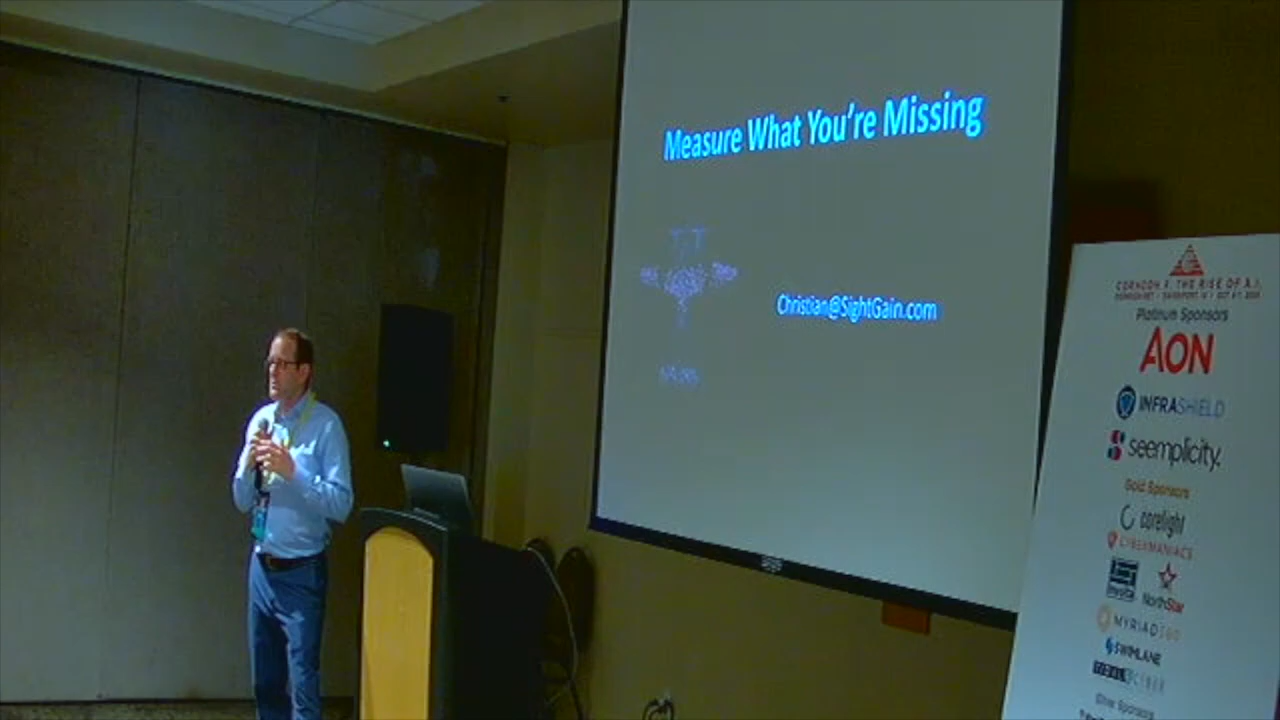 Measure What You're Missing
Christian@SightGain.com
Platinum Sponsors
AON
INFRASHIELD
seemplicity.
Gold Sponsors
corelight
CYBERMANIACS
NorthStar
MYRIAD360
SWIMLANE